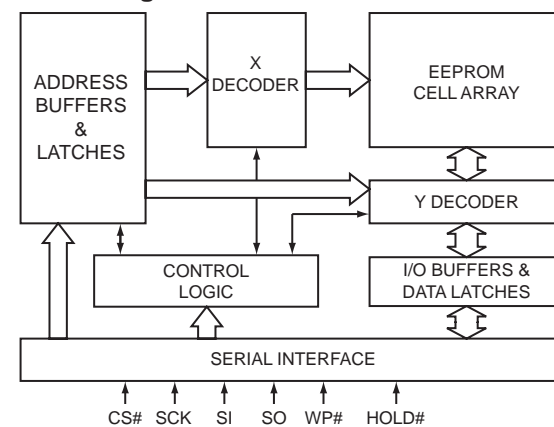 ADDRESS
BUFFERS
&
LATCHES
X
DECODER
EEPROM
CELL ARRAY
Y DECODER
CONTROL
LOGIC
I/O BUFFERS &
DATA LATCHES
SERIAL INTERFACE
CS# SCK SI SO WP# HOLD#